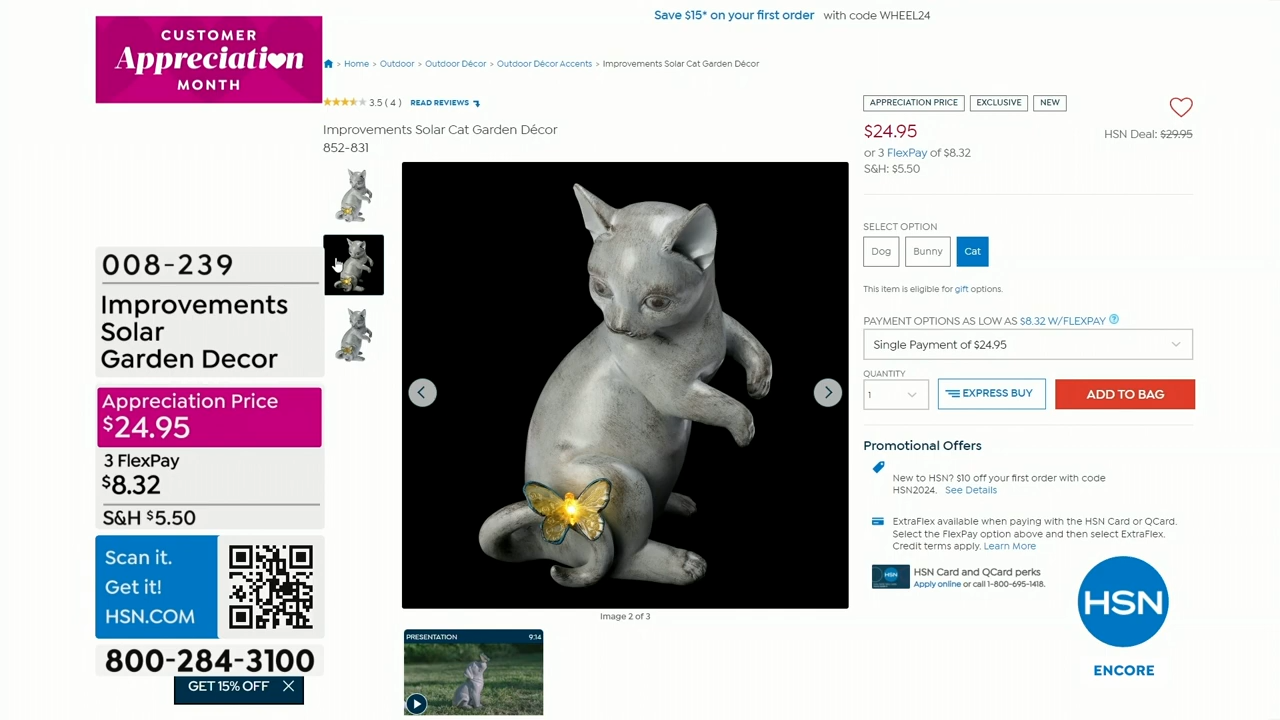 CUSTOMER
Appreciation
MONTH
Save $15* on your first order with code WHEEL24
Home > Outdoor > Outdoor Décor > Outdoor Décor Accents > Improvements Solar Cat Garden Décor
3.5 ( 4 ) READ REVIEWS
Improvements Solar Cat Garden Décor
852-831
APPRECIATION PRICE EXCLUSIVE NEW
$24.95 HSN Deal: $29.95
or 3 FlexPay of $8.32
S&H: $5.50
SELECT OPTION
Dog Bunny Cat
This item is eligible for gift options.
PAYMENT OPTIONS AS LOW AS $8.32 W/FLEXPAY ?
Single Payment of $24.95
QUANTITY
1 EXPRESS BUY ADD TO BAG
Promotional Offers
New to HSN? $10 off your first order with code
HSN2024. See Details
ExtraFlex available when paying with the HSN Card or QCard.
Select the FlexPay option above and then select ExtraFlex.
Credit terms apply. Learn More
HSN
HSN Card and QCard perks
Apply online or call 1-800-695-1418.
HSN
ENCORE
Image 2 of 3
PRESENTATION 9:14
008-239
Improvements
Solar
Garden Decor
Appreciation Price
$24.95
3 FlexPay
$8.32
S&H $5.50
Scan it.
Get it!
HSN.COM
800-284-3100
GET 15% OFF X